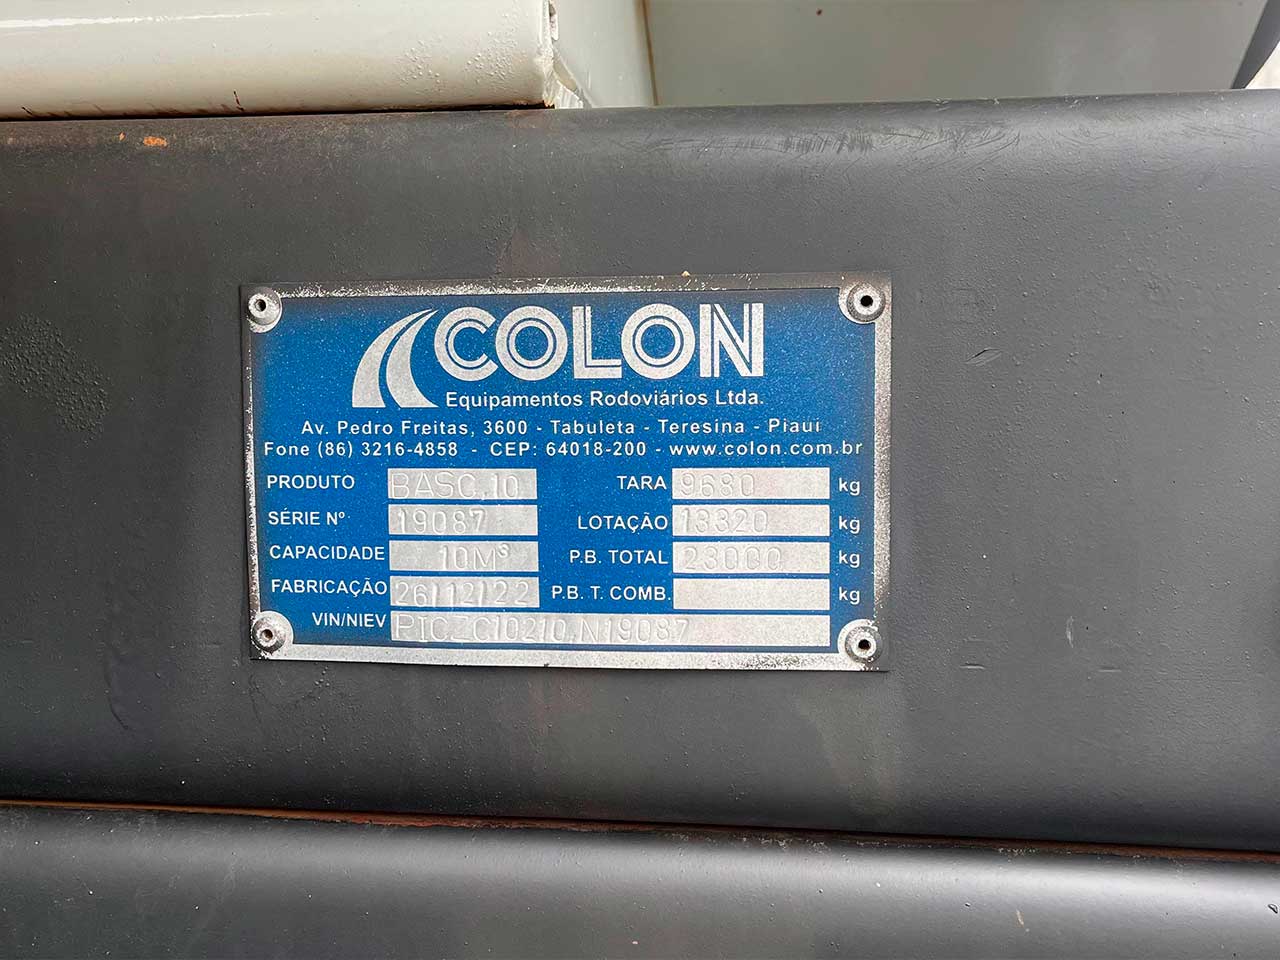 COLON
Equipamentos Rodoviários Ltda.
Av. Pedro Freitas, 3600 - Tabuleta - Teresina - Piauí
Fone (86) 3216-4858 - CEP: 64018-200 - www.colon.com.br
PRODUTO BASC.10 TARA 9680 kg
SÉRIE Nº 19087 LOTAÇÃO 13320 kg
CAPACIDADE 10M³ P.B. TOTAL 23000 kg
FABRICAÇÃO 26/12/22 P.B. T. COMB. kg
VIN/NIEV